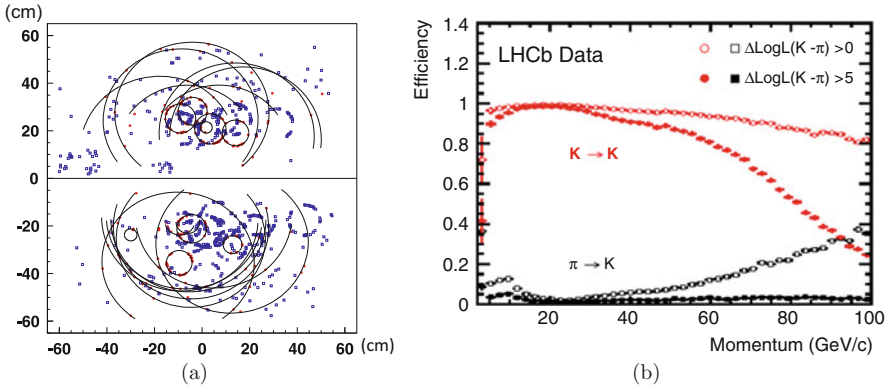 (cm)
60
40
20
0
-20
-40
-60
-60 -40 -20 0 20 40 60 (cm)
(a)
Efficiency
1.4
1.2
1
0.8
0.6
0.4
0.2
0
LHCb Data
ΔLogL(K -π) >0
ΔLogL(K -π) >5
K → K
π → K
20 40 60 80 100
Momentum (GeV/c)
(b)